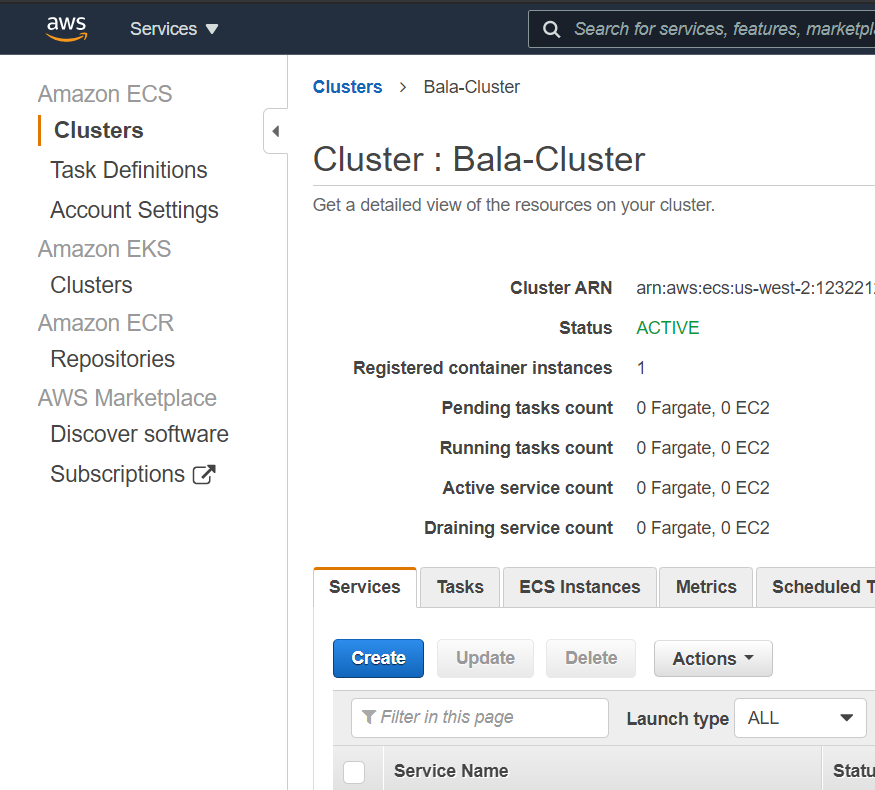 aws Services Search for services, features, marketpl
Amazon ECS
Clusters
Task Definitions
Account Settings
Amazon EKS
Clusters
Amazon ECR
Repositories
AWS Marketplace
Discover software
Subscriptions
Clusters > Bala-Cluster
Cluster : Bala-Cluster
Get a detailed view of the resources on your cluster.
Cluster ARN arn:aws:ecs:us-west-2:123221
Status ACTIVE
Registered container instances 1
Pending tasks count 0 Fargate, 0 EC2
Running tasks count 0 Fargate, 0 EC2
Active service count 0 Fargate, 0 EC2
Draining service count 0 Fargate, 0 EC2
Services Tasks ECS Instances Metrics Scheduled T
Create Update Delete Actions
Filter in this page Launch type ALL
Service Name Statu